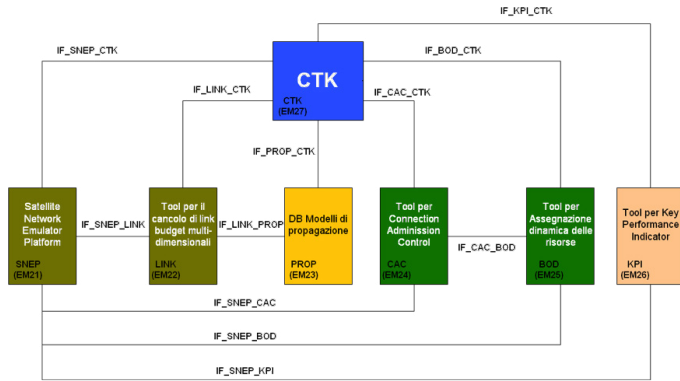 IF_KPI_CTK
IF_SNEP_CTK
IF_BOD_CTK
CTK
IF_LINK_CTK
CTK
(EM27)
IF_CAC_CTK
IF_PROP_CTK
Satellite
Network
Emulator
Platform
SNEP
(EM21)
IF_SNEP_LINK
Tool per il
cancolo di link
budget multi-
dimensionali
LINK
(EM22)
IF_LINK_PROP
DB Modelli di
propagazione
PROP
(EM23)
Tool per
Connection
Adminission
Control
CAC
(EM24)
IF_CAC_BOD
Tool per
Assegnazione
dinamica delle
risorse
BOD
(EM25)
Tool per Key
Performance
Indicator
KPI
(EM26)
IF_SNEP_CAC
IF_SNEP_BOD
IF_SNEP_KPI